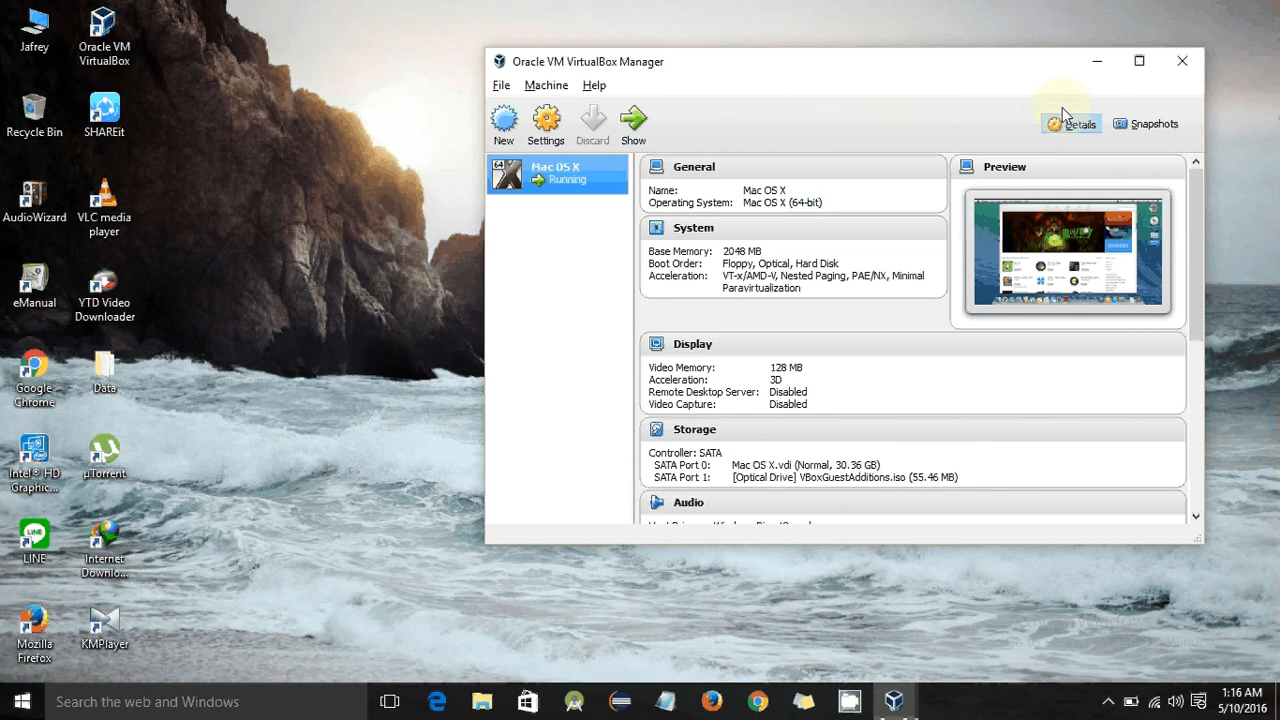 Jafrey
Oracle VM
VirtualBox
Recycle Bin
SHAREit
AudioWizard
VLC media
player
eManual
YTD Video
Downloader
Google
Chrome
Data
Intel® HD
Graphic...
µTorrent
LINE
Internet
Downlo...
Mozilla
Firefox
KMPlayer
Oracle VM VirtualBox Manager
File Machine Help
New Settings Discard Show
Details Snapshots
64
Mac OS X
Running
General
Name: Mac OS X
Operating System: Mac OS X (64-bit)
Preview
System
Base Memory: 2048 MB
Boot Order: Floppy, Optical, Hard Disk
Acceleration: VT-x/AMD-V, Nested Paging, PAE/NX, Minimal
Paravirtualization
Display
Video Memory: 128 MB
Acceleration: 3D
Remote Desktop Server: Disabled
Video Capture: Disabled
Storage
Controller: SATA
SATA Port 0: Mac OS X.vdi (Normal, 30.36 GB)
SATA Port 1: [Optical Drive] VBoxGuestAdditions.iso (55.46 MB)
Audio
Search the web and Windows
1:16 AM
5/10/2016